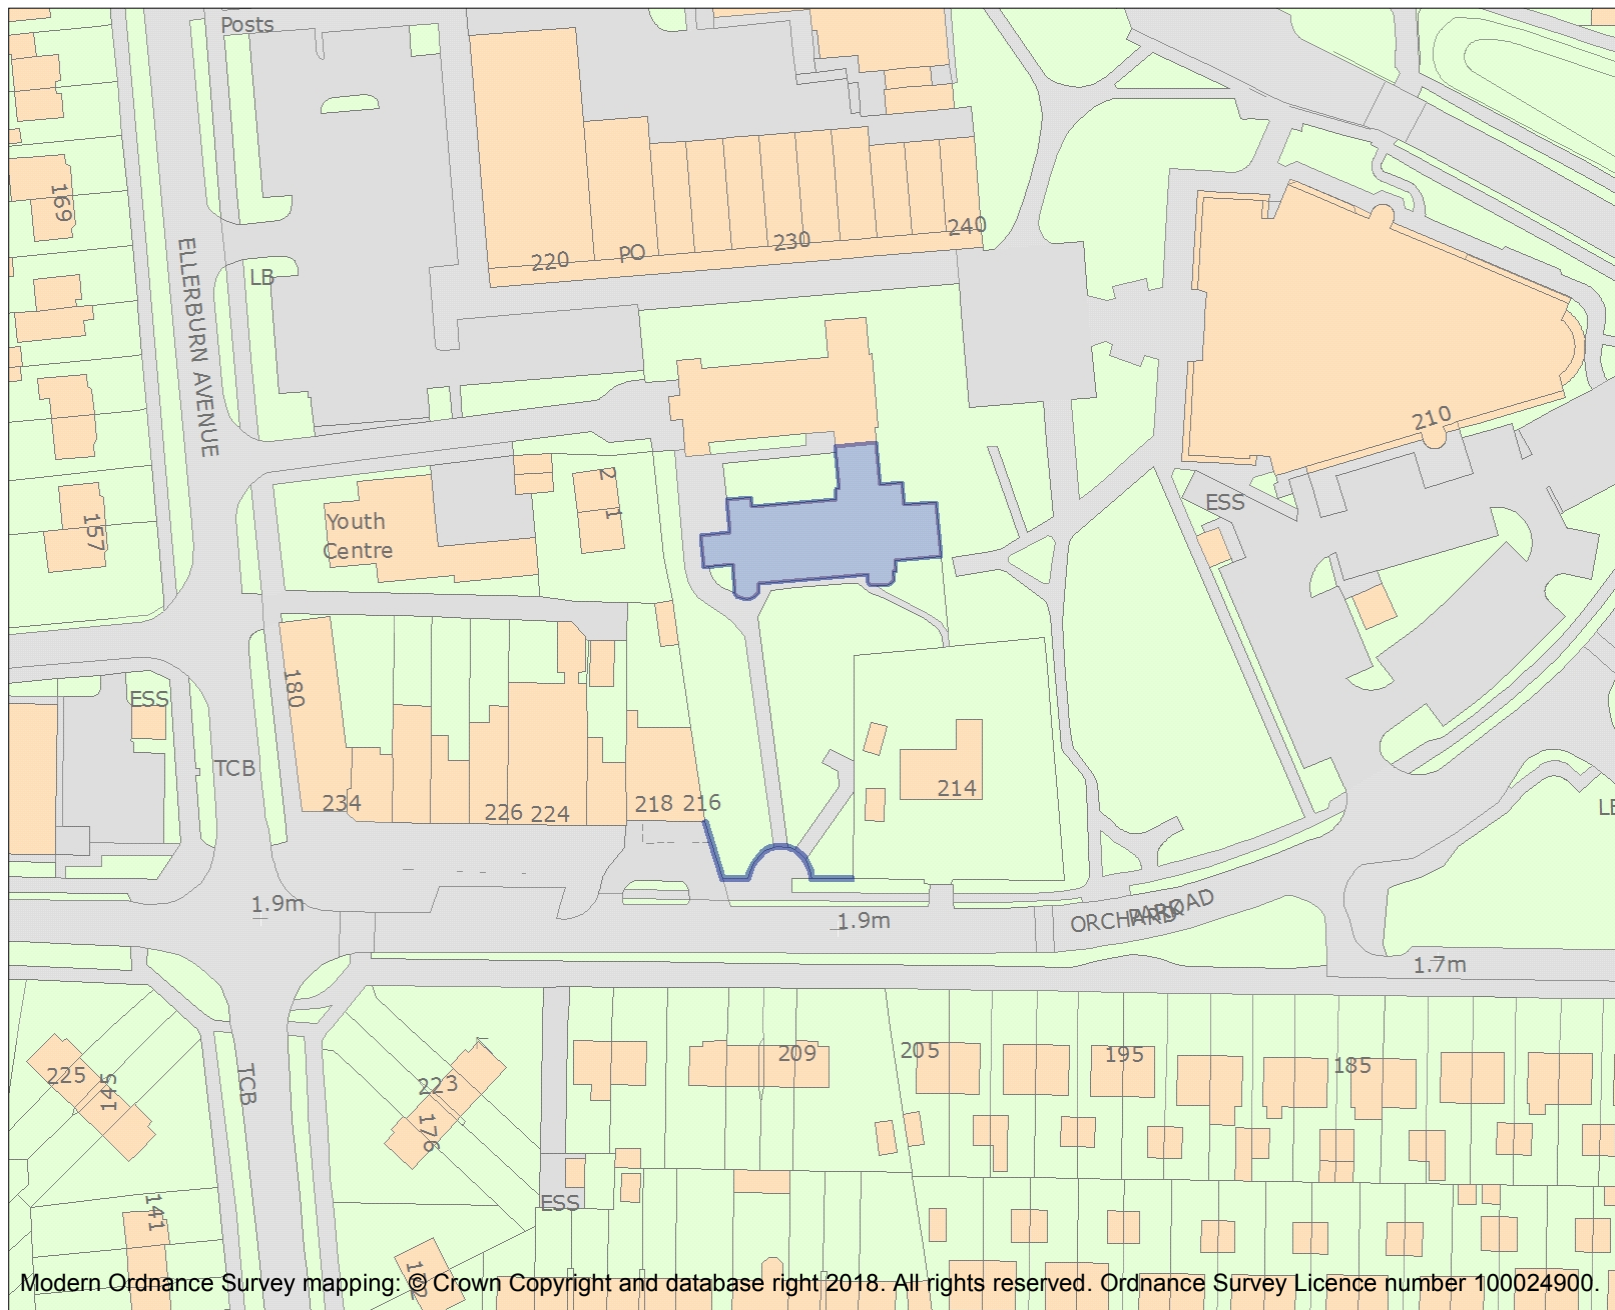 Posts
169
ELLERBURN AVENUE
LB
220
PO
230
240
210
157
Youth
Centre
2
1
ESS
ESS
180
TCB
234
226
224
218
216
214
1.9m
1.9m
ORCHARD
PARK
ROAD
1.7m
225
145
TCB
223
176
209
205
195
185
141
ESS
Modern Ordnance Survey mapping: © Crown Copyright and database right 2018. All rights reserved. Ordnance Survey Licence number 100024900.